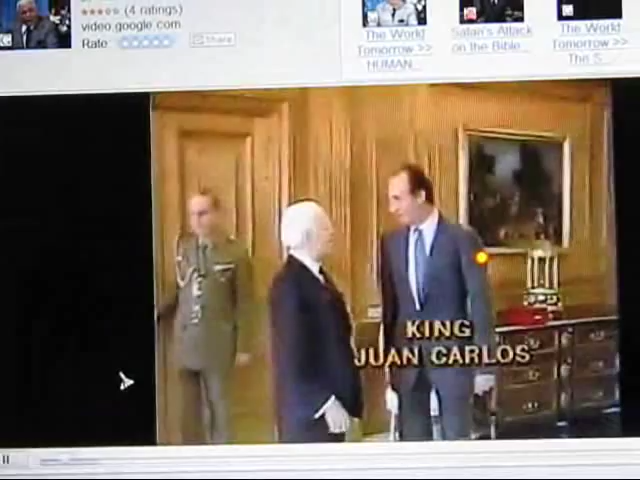 (4 ratings)
video.google.com
Rate
Share
The World
Tomorrow >>
HUMAN...
Satan's Attack
on the Bible
The World
Tomorrow >>
The S...
KING
JUAN CARLOS